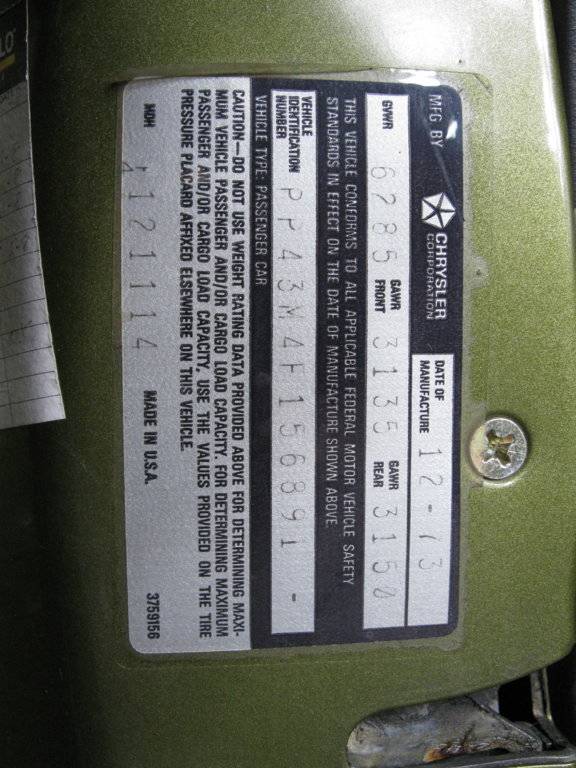 MFG BY CHRYSLER CORPORATION DATE OF MANUFACTURE 12-73
GVWR 6285 GAWR FRONT 3135 GAWR REAR 3150
THIS VEHICLE CONFORMS TO ALL APPLICABLE FEDERAL MOTOR VEHICLE SAFETY
STANDARDS IN EFFECT ON THE DATE OF MANUFACTURE SHOWN ABOVE.
VEHICLE IDENTIFICATION NUMBER PP43M4F156891 -
VEHICLE TYPE: PASSENGER CAR
CAUTION—DO NOT USE WEIGHT RATING DATA PROVIDED ABOVE FOR DETERMINING MAXI-
MUM VEHICLE PASSENGER AND/OR CARGO LOAD CAPACITY. FOR DETERMINING MAXIMUM
PASSENGER AND/OR CARGO LOAD CAPACITY, USE THE VALUES PROVIDED ON THE TIRE
PRESSURE PLACARD AFFIXED ELSEWHERE ON THIS VEHICLE.
MDH 121114 MADE IN U.S.A. 3759156